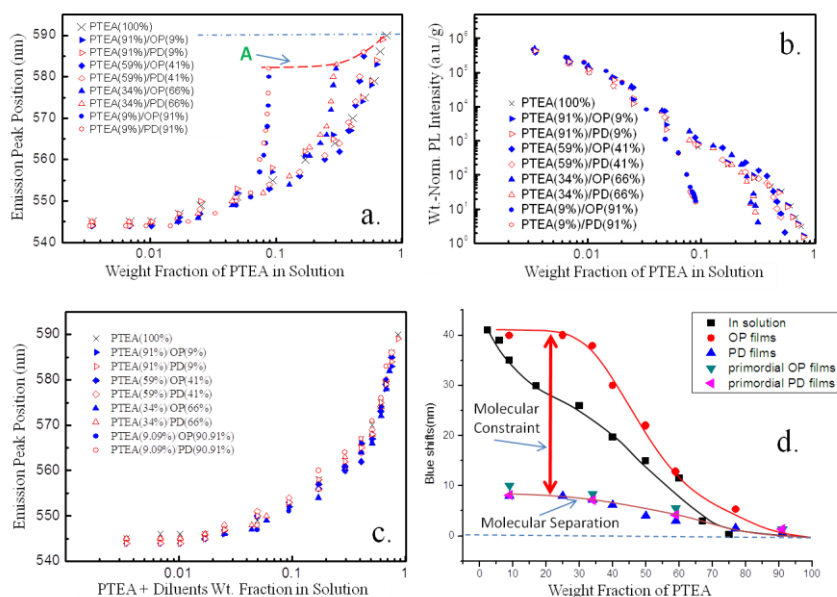 590
580
570
560
550
540
Emission Peak Position (nm)
PTEA(100%)
PTEA(91%)/OP(9%)
PTEA(91%)/PD(9%)
PTEA(59%)/OP(41%)
PTEA(59%)/PD(41%)
PTEA(34%)/OP(66%)
PTEA(34%)/PD(66%)
PTEA(9%)/OP(91%)
PTEA(9%)/PD(91%)
A
a.
0.01
0.1
1
Weight Fraction of PTEA in Solution
Wt.-Norm. PL Intensity (a.u./g)
10⁶
10⁵
10⁴
10³
10²
10¹
10⁰
b.
PTEA(100%)
PTEA(91%)/OP(9%)
PTEA(91%)/PD(9%)
PTEA(59%)/OP(41%)
PTEA(59%)/PD(41%)
PTEA(34%)/OP(66%)
PTEA(34%)/PD(66%)
PTEA(9%)/OP(91%)
PTEA(9%)/PD(91%)
0.01
0.1
1
Weight Fraction of PTEA in Solution
Emission Peak Position (nm)
590
580
570
560
550
540
PTEA(100%)
PTEA(91%)/OP(9%)
PTEA(91%)/PD(9%)
PTEA(59%)/OP(41%)
PTEA(59%)/PD(41%)
PTEA(34%)/OP(66%)
PTEA(34%)/PD(66%)
PTEA(9.09%)/OP(90.91%)
PTEA(9.09%)/PD(90.91%)
c.
0.01
0.1
1
PTEA+ Diluents Wt. Fraction in Solution
Blue shifts(nm)
40
30
20
10
0
In solution
OP films
PD films
primordial OP films
primordial PD films
d.
Molecular
Constraint
Molecular Separation
0 10 20 30 40 50 60 70 80 90 100
Weight Fraction of PTEA